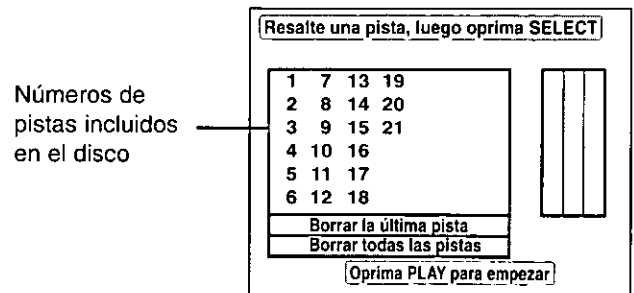 Resalte una pista, luego oprima SELECT
Números de
pistas incluidos
en el disco
1 7 13 19
2 8 14 20
3 9 15 21
4 10 16
5 11 17
6 12 18
Borrar la última pista
Borrar todas las pistas
Oprima PLAY para empezar